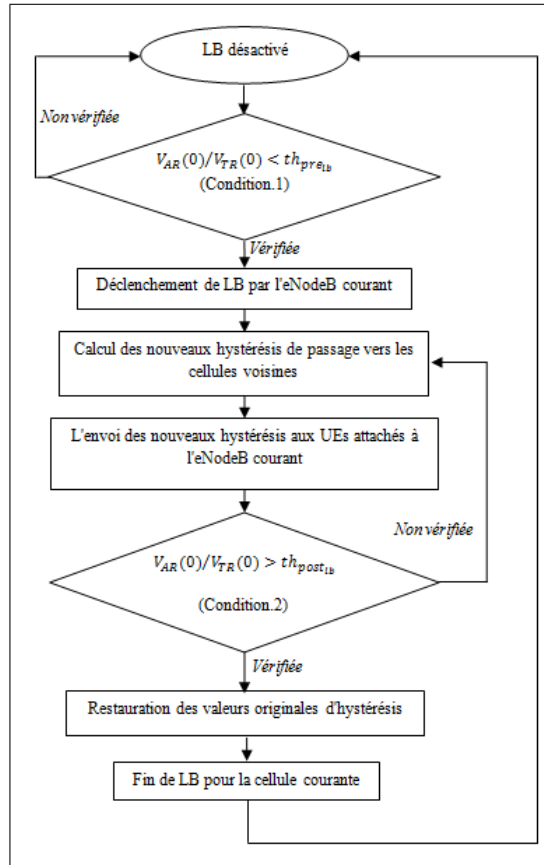 LB désactivé
Non vérifiée
V_AR(0)/V_TR(0) < th_pre_lb
(Condition.1)
Vérifiée
Déclenchement de LB par l'eNodeB courant
Calcul des nouveaux hystérésis de passage vers les
cellules voisines
L'envoi des nouveaux hystérésis aux UEs attachés à
l'eNodeB courant
Non vérifiée
V_AR(0)/V_TR(0) > th_post_lb
(Condition.2)
Vérifiée
Restauration des valeurs originales d'hystérésis
Fin de LB pour la cellule courante